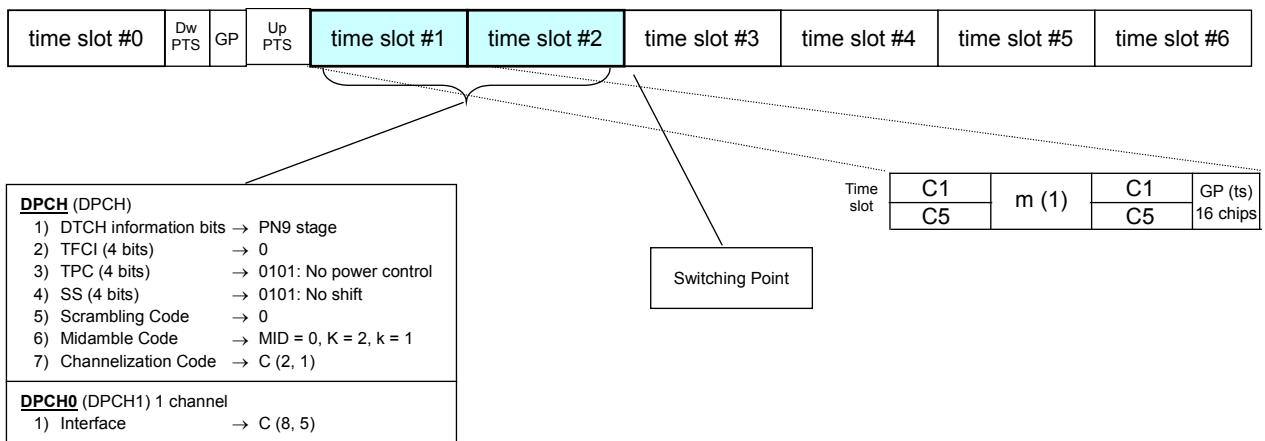 time slot #0 Dw PTS GP Up PTS time slot #1 time slot #2 time slot #3 time slot #4 time slot #5 time slot #6
Time slot C1 m (1) C1 GP (ts) 16 chips
C5 C5
Switching Point
DPCH (DPCH)
1) DTCH information bits → PN9 stage
2) TFCI (4 bits) → 0
3) TPC (4 bits) → 0101: No power control
4) SS (4 bits) → 0101: No shift
5) Scrambling Code → 0
6) Midamble Code → MID = 0, K = 2, k = 1
7) Channelization Code → C (2, 1)
DPCH0 (DPCH1) 1 channel
1) Interface → C (8, 5)